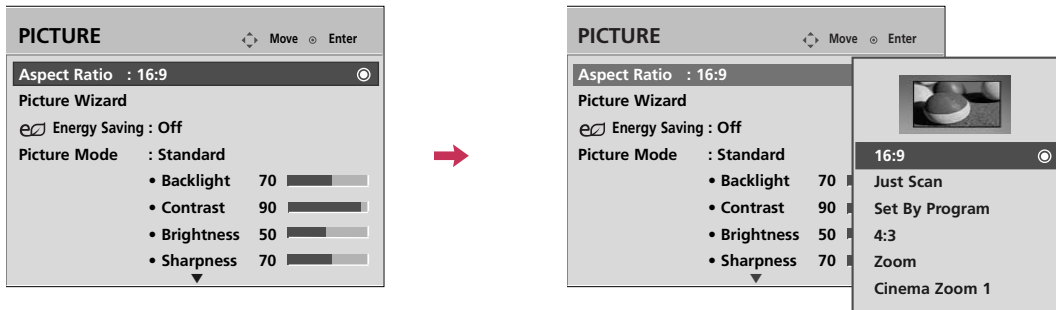 PICTURE Move Enter
Aspect Ratio : 16:9
Picture Wizard
Energy Saving : Off
Picture Mode : Standard
• Backlight 70
• Contrast 90
• Brightness 50
• Sharpness 70
PICTURE Move Enter
Aspect Ratio : 16:9
Picture Wizard
Energy Saving : Off
Picture Mode : Standard
• Backlight 70
• Contrast 90
• Brightness 50
• Sharpness 70
16:9
Just Scan
Set By Program
4:3
Zoom
Cinema Zoom 1